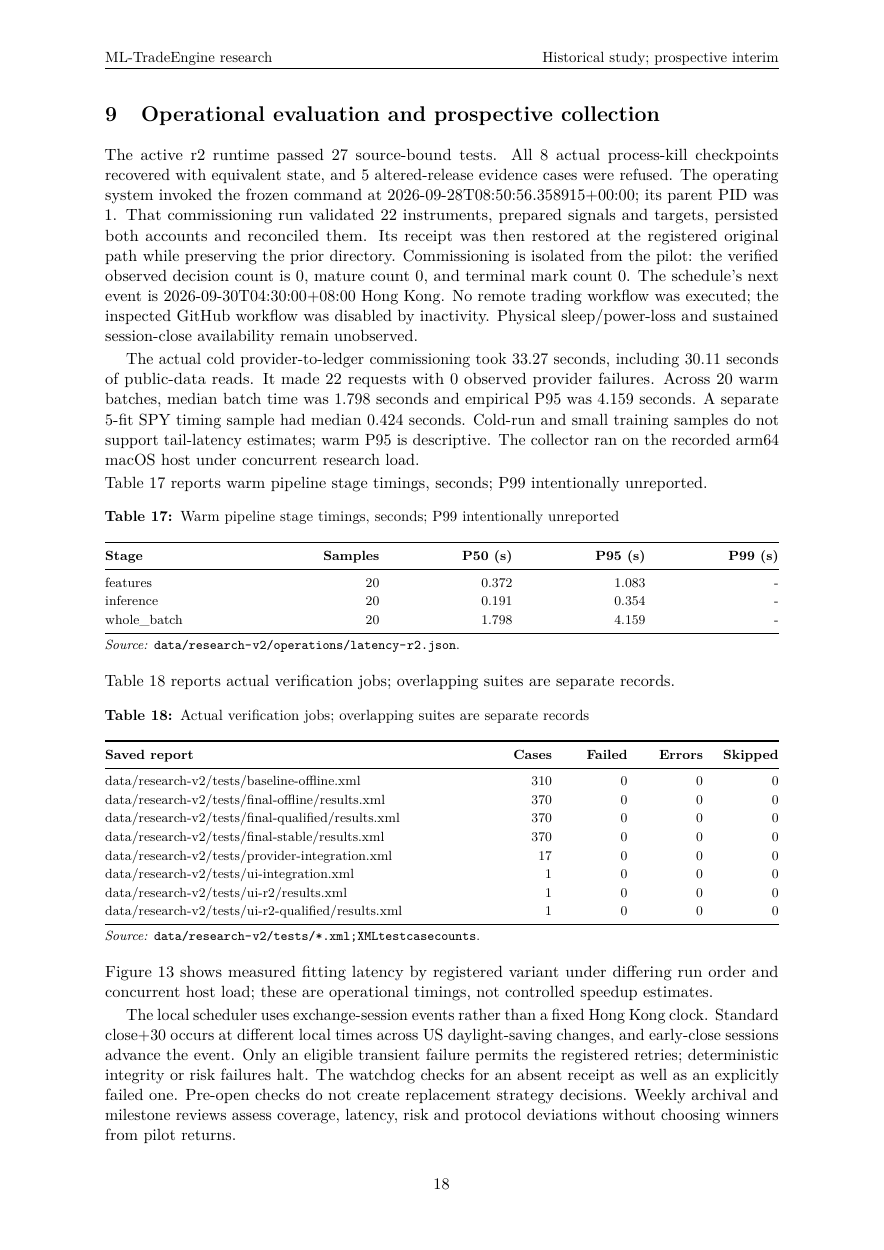 ML-TradeEngine research Historical study; prospective interim
9 Operational evaluation and prospective collection
The active r2 runtime passed 27 source-bound tests. All 8 actual process-kill checkpoints
recovered with equivalent state, and 5 altered-release evidence cases were refused. The operating
system invoked the frozen command at 2026-09-28T08:50:56.358915+00:00; its parent PID was
1. That commissioning run validated 22 instruments, prepared signals and targets, persisted
both accounts and reconciled them. Its receipt was then restored at the registered original
path while preserving the prior directory. Commissioning is isolated from the pilot: the verified
observed decision count is 0, mature count 0, and terminal mark count 0. The schedule's next
event is 2026-09-30T04:30:00+08:00 Hong Kong. No remote trading workflow was executed; the
inspected GitHub workflow was disabled by inactivity. Physical sleep/power-loss and sustained
session-close availability remain unobserved.
The actual cold provider-to-ledger commissioning took 33.27 seconds, including 30.11 seconds
of public-data reads. It made 22 requests with 0 observed provider failures. Across 20 warm
batches, median batch time was 1.798 seconds and empirical P95 was 4.159 seconds. A separate
5-fit SPY timing sample had median 0.424 seconds. Cold-run and small training samples do not
support tail-latency estimates; warm P95 is descriptive. The collector ran on the recorded arm64
macOS host under concurrent research load.
Table 17 reports warm pipeline stage timings, seconds; P99 intentionally unreported.
Table 17: Warm pipeline stage timings, seconds; P99 intentionally unreported
Stage Samples P50 (s) P95 (s) P99 (s)
features 20 0.372 1.083 -
inference 20 0.191 0.354 -
whole_batch 20 1.798 4.159 -
Source: data/research-v2/operations/latency-r2.json.
Table 18 reports actual verification jobs; overlapping suites are separate records.
Table 18: Actual verification jobs; overlapping suites are separate records
Saved report Cases Failed Errors Skipped
data/research-v2/tests/baseline-offline.xml 310 0 0 0
data/research-v2/tests/final-offline/results.xml 370 0 0 0
data/research-v2/tests/final-qualified/results.xml 370 0 0 0
data/research-v2/tests/final-stable/results.xml 370 0 0 0
data/research-v2/tests/provider-integration.xml 17 0 0 0
data/research-v2/tests/ui-integration.xml 1 0 0 0
data/research-v2/tests/ui-r2/results.xml 1 0 0 0
data/research-v2/tests/ui-r2-qualified/results.xml 1 0 0 0
Source: data/research-v2/tests/*.xml;XMLtestcasecounts.
Figure 13 shows measured fitting latency by registered variant under differing run order and
concurrent host load; these are operational timings, not controlled speedup estimates.
The local scheduler uses exchange-session events rather than a fixed Hong Kong clock. Standard
close+30 occurs at different local times across US daylight-saving changes, and early-close sessions
advance the event. Only an eligible transient failure permits the registered retries; deterministic
integrity or risk failures halt. The watchdog checks for an absent receipt as well as an explicitly
failed one. Pre-open checks do not create replacement strategy decisions. Weekly archival and
milestone reviews assess coverage, latency, risk and protocol deviations without choosing winners
from pilot returns.
18